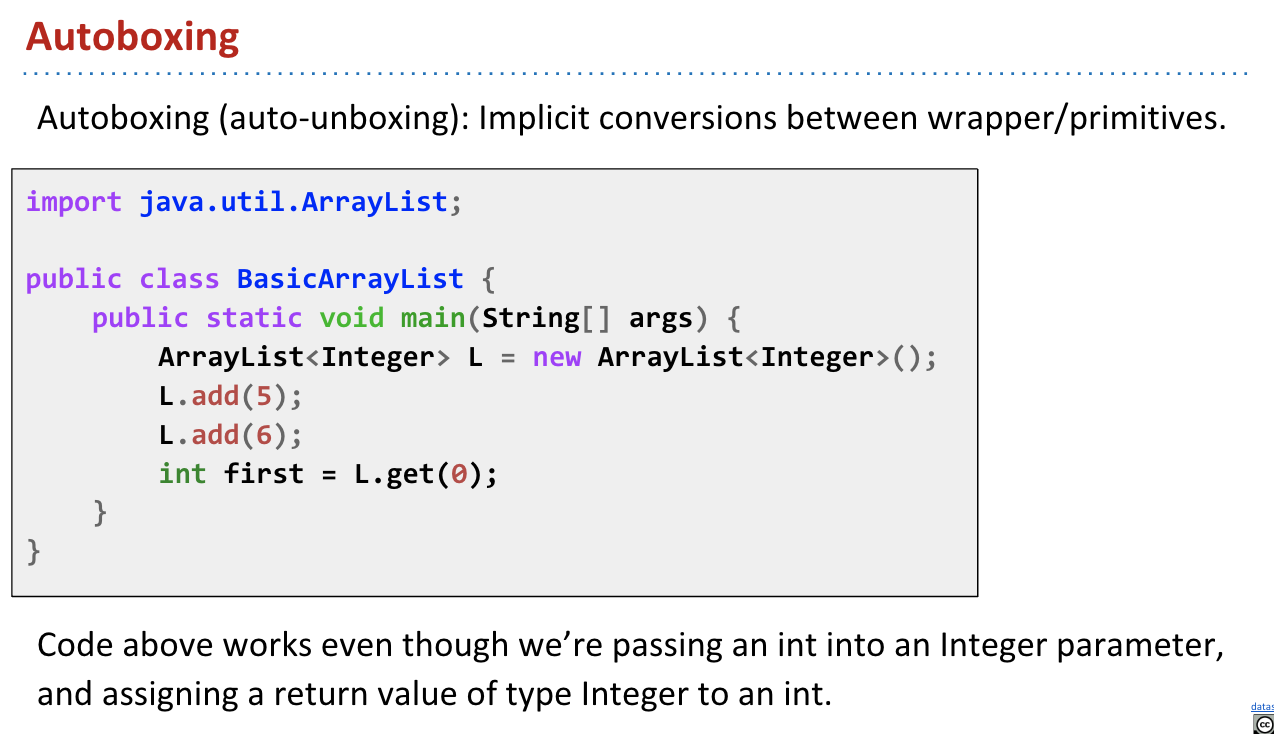 Autoboxing
Autoboxing (auto-unboxing): Implicit conversions between wrapper/primitives.
import java.util.ArrayList;
public class BasicArrayList {
public static void main(String[] args) {
ArrayList<Integer> L = new ArrayList<Integer>();
L.add(5);
L.add(6);
int first = L.get(0);
}
}
Code above works even though we’re passing an int into an Integer parameter,
and assigning a return value of type Integer to an int.
datas
cc